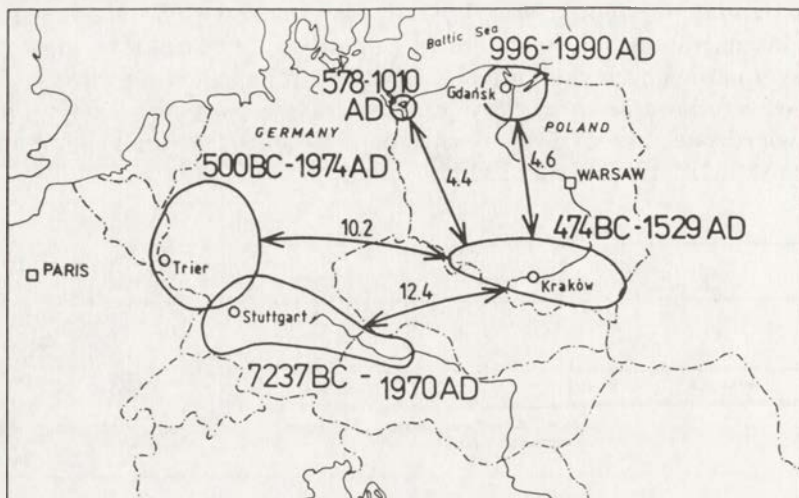 Baltic Sea
996-1990 AD
578-1010
AD
Gdańsk
GERMANY
POLAND
500BC-1974AD
4.4
4.6
WARSAW
10.2
474BC-1529 AD
PARIS
Trier
Kraków
12.4
Stuttgart
7237BC - 1970AD